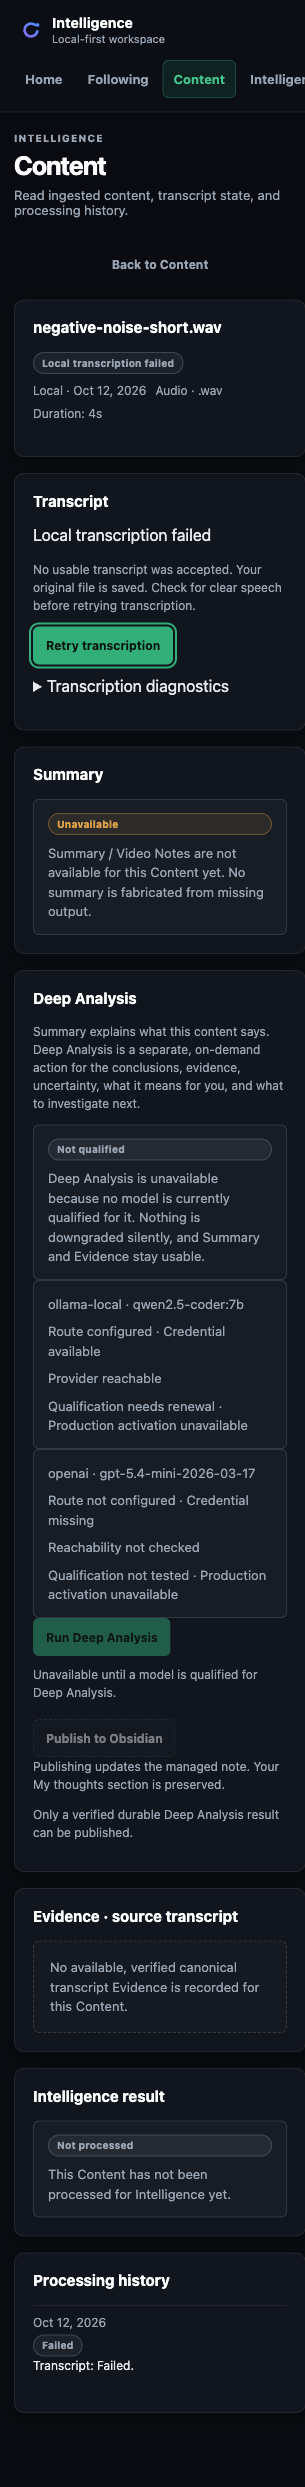 Intelligence
Local-first workspace
Home
Following
Content
Intelliger
INTELLIGENCE
Content
Read ingested content, transcript state, and
processing history.
Back to Content
negative-noise-short.wav
Local transcription failed
Local · Oct 12, 2026 Audio · .wav
Duration: 4s
Transcript
Local transcription failed
No usable transcript was accepted. Your
original file is saved. Check for clear speech
before retrying transcription.
Retry transcription
▶ Transcription diagnostics
Summary
Unavailable
Summary / Video Notes are not
available for this Content yet. No
summary is fabricated from missing
output.
Deep Analysis
Summary explains what this content says.
Deep Analysis is a separate, on-demand
action for the conclusions, evidence,
uncertainty, what it means for you, and what
to investigate next.
Not qualified
Deep Analysis is unavailable
because no model is currently
qualified for it. Nothing is
downgraded silently, and Summary
and Evidence stay usable.
ollama-local · qwen2.5-coder:7b
Route configured · Credential
available
Provider reachable
Qualification needs renewal ·
Production activation unavailable
openai · gpt-5.4-mini-2026-03-17
Route not configured · Credential
missing
Reachability not checked
Qualification not tested · Production
activation unavailable
Run Deep Analysis
Unavailable until a model is qualified for
Deep Analysis.
Publish to Obsidian
Publishing updates the managed note. Your
My thoughts section is preserved.
Only a verified durable Deep Analysis result
can be published.
Evidence · source transcript
No available, verified canonical
transcript Evidence is recorded for
this Content.
Intelligence result
Not processed
This Content has not been
processed for Intelligence yet.
Processing history
Oct 12, 2026
Failed
Transcript: Failed.